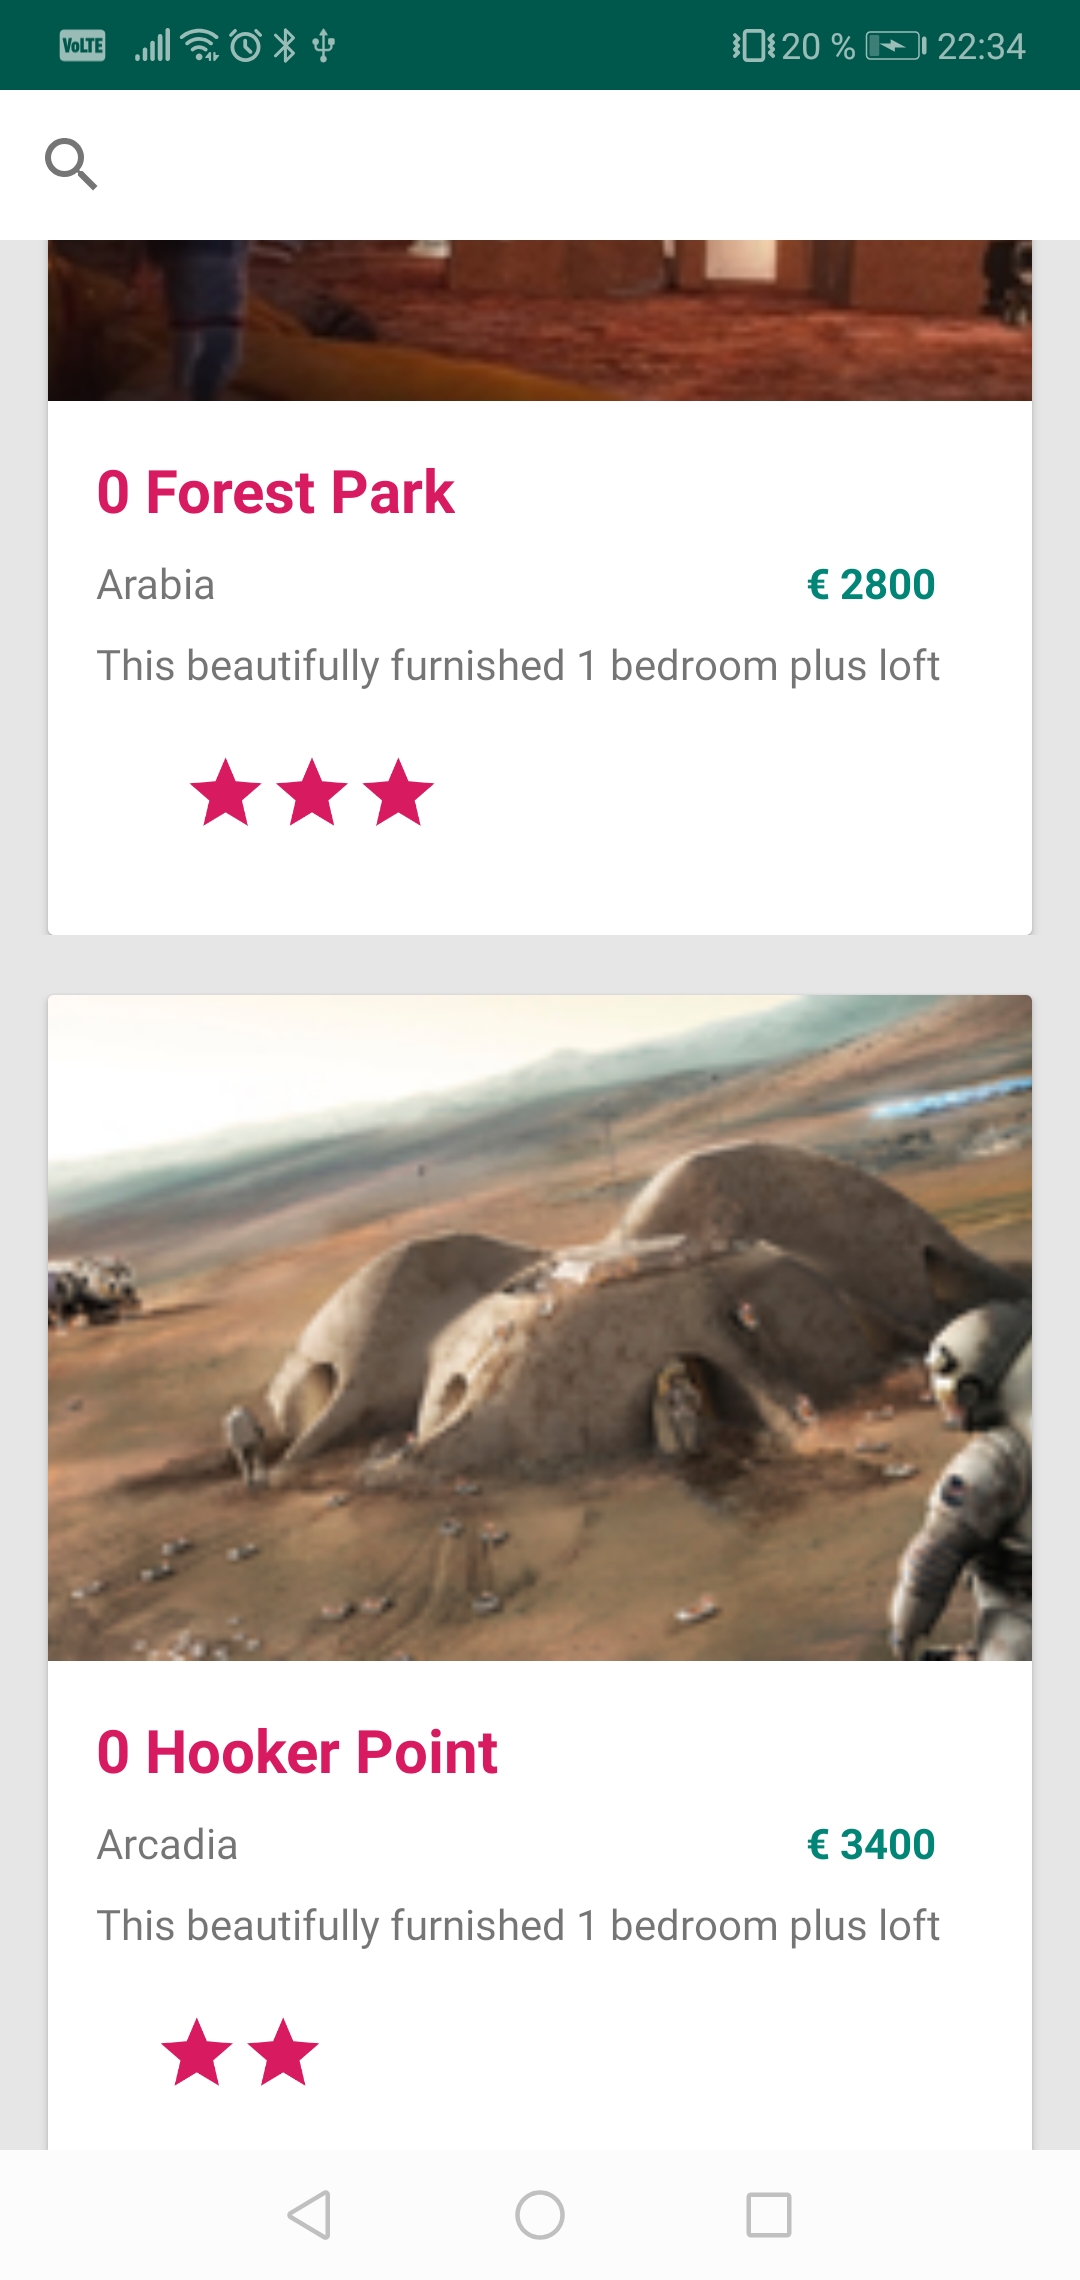 VoLTE 20 % 22:34
0 Forest Park
Arabia € 2800
This beautifully furnished 1 bedroom plus loft
0 Hooker Point
Arcadia € 3400
This beautifully furnished 1 bedroom plus loft